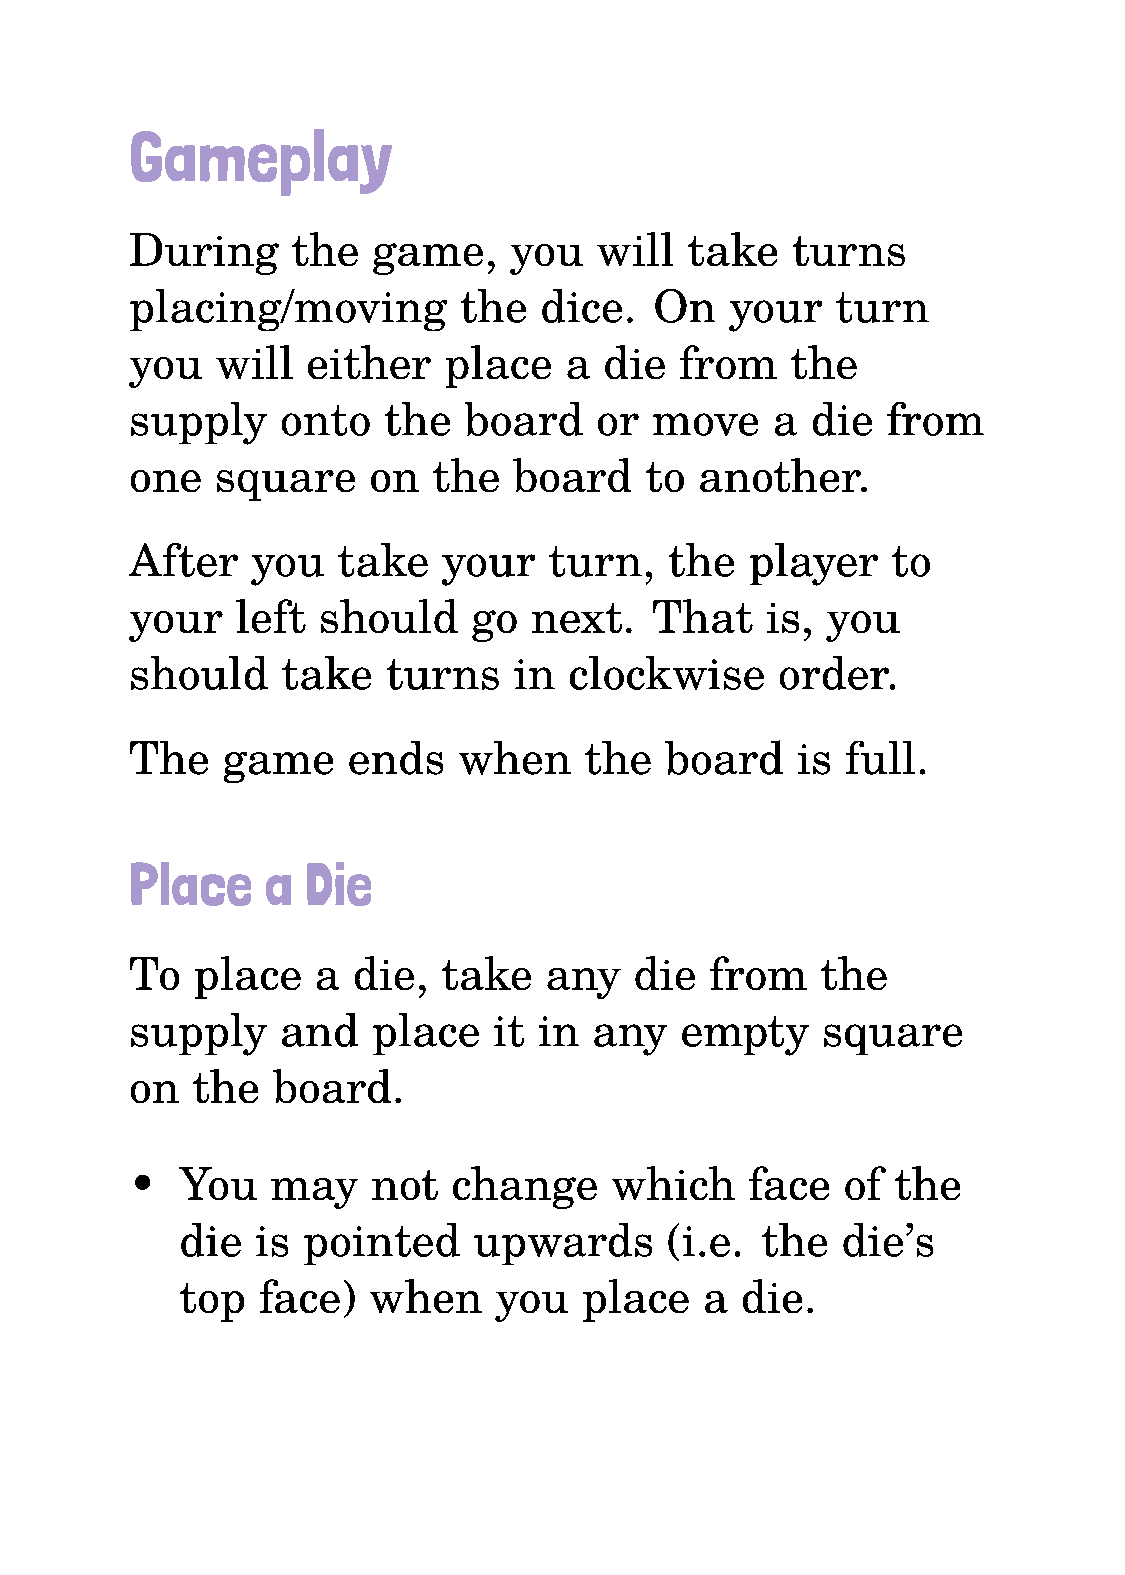 Gameplay
During the game, you will take turns
placing/moving the dice. On your turn
you will either place a die from the
supply onto the board or move a die from
one square on the board to another.
After you take your turn, the player to
your left should go next. That is, you
should take turns in clockwise order.
The game ends when the board is full.
Place a Die
To place a die, take any die from the
supply and place it in any empty square
on the board.
• You may not change which face of the
die is pointed upwards (i.e. the die’s
top face) when you place a die.